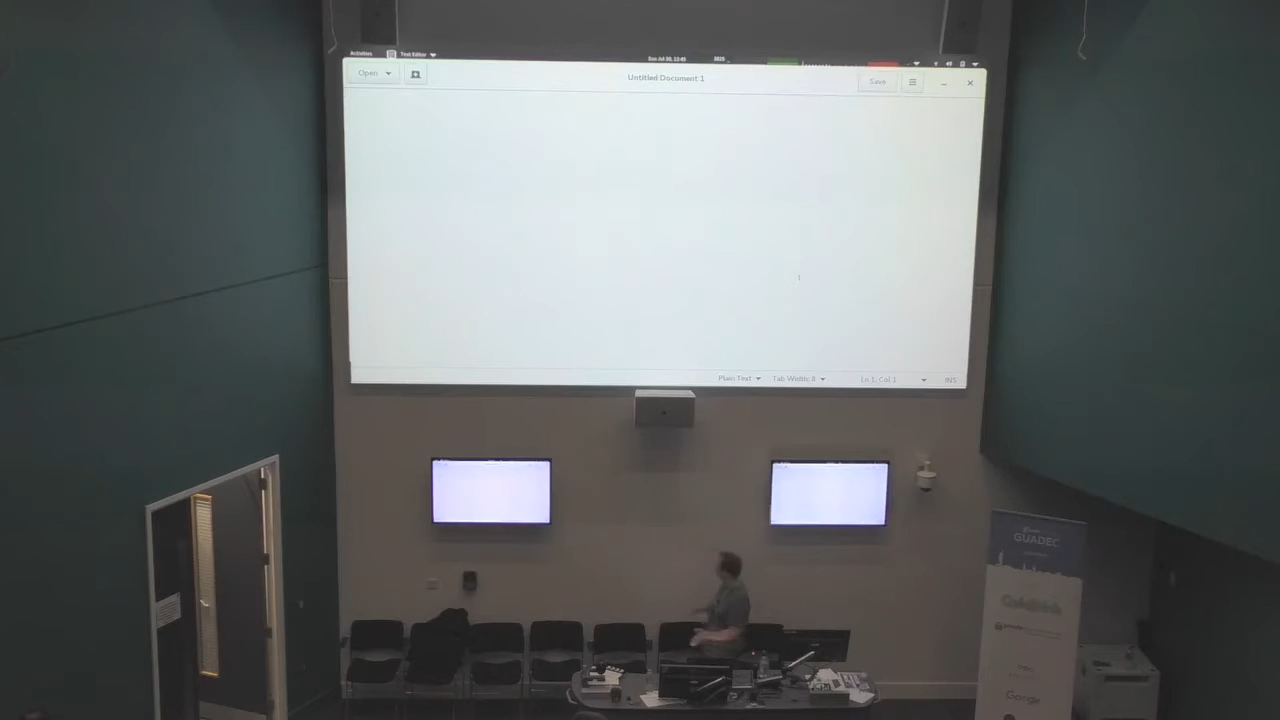 Activities Text Editor
Open
Untitled Document 1
Save
Plain Text
Tab Width: 8
Ln 1, Col 1
INS
GUADEC
Google